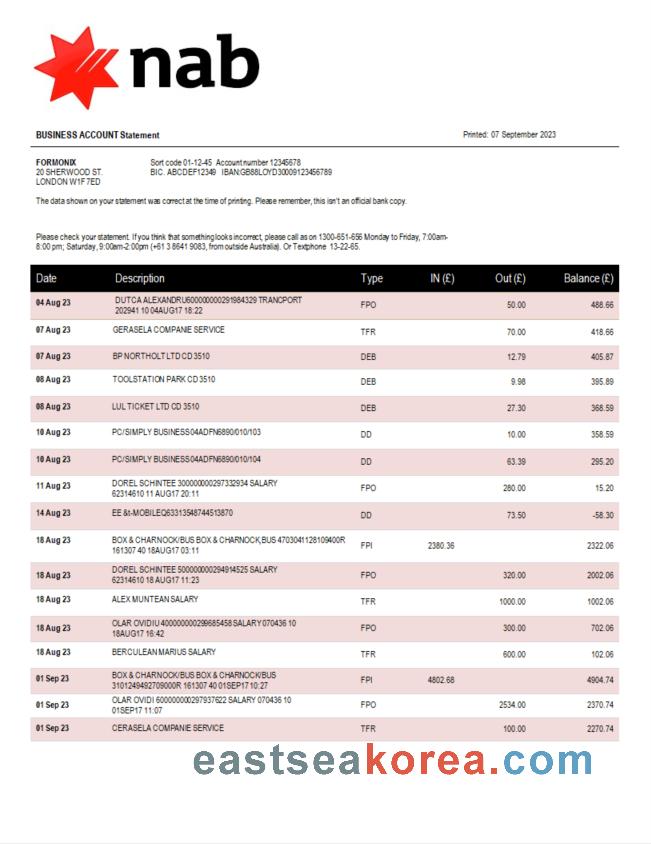 nab
BUSINESS ACCOUNT Statement Printed: 07 September 2023
FORMONIX Sort code 01-12-45 Account number 12345678
20 SHERWOOD ST. BIC. ABCDEF12349 IBAN:GB88LOYD30009123456789
LONDON W1F 7ED
The data shown on your statement was correct at the time of printing. Please remember, this isn't an official bank copy.
Please check your statement. If you think that something looks incorrect, please call as on 1300-651-656 Monday to Friday, 7:00am-
8:00 pm; Saturday, 9:00am-2:00pm (+61 3 8641 9083, from outside Australia). Or Textphone 13-22-65.
Date Description Type IN (£) Out (£) Balance (£)
04 Aug 23 DUTCA ALEXANDRU600000000291984329 TRANCPORT
202941 10 04AUG17 18:22 FPO 50.00 488.66
07 Aug 23 GERASELA COMPANIE SERVICE TFR 70.00 418.66
07 Aug 23 BP NORTHOLT LTD CD 3510 DEB 12.79 405.87
08 Aug 23 TOOLSTATION PARK CD 3510 DEB 9.98 395.89
08 Aug 23 LUL TICKET LTD CD 3510 DEB 27.30 368.59
10 Aug 23 PC/SIMPLY BUSINESS04ADFN6890/010/103 DD 10.00 358.59
10 Aug 23 PC/SIMPLY BUSINESS04ADFN6890/010/104 DD 63.39 295.20
11 Aug 23 DOREL SCHINTEE 300000000297332934 SALARY
62314610 11 AUG17 20:11 FPO 280.00 15.20
14 Aug 23 EE &t-MOBILEQ63313548744513870 DD 73.50 -58.30
18 Aug 23 BOX & CHARNOCK/BUS BOX & CHARNOCK,BUS 4703041128109400R
161307 40 18AUG17 03:11 FPI 2380.36 2322.06
18 Aug 23 DOREL SCHINTEE 500000000294914525 SALARY
62314610 18 AUG17 11:23 FPO 320.00 2002.06
18 Aug 23 ALEX MUNTEAN SALARY TFR 1000.00 1002.06
18 Aug 23 OLAR OVIDIU 400000000299685458 SALARY 070436 10
18AUG17 16:42 FPO 300.00 702.06
18 Aug 23 BERCULEAN MARIUS SALARY TFR 600.00 102.06
01 Sep 23 BOX & CHARNOCK/BUS BOX & CHARNOCK/BUS
3101249492709000R 161307 40 01SEP17 10:27 FPI 4802.68 4904.74
01 Sep 23 OLAR OVIDI 600000000297937622 SALARY 070436 10
01SEP17 11:07 FPO 2534.00 2370.74
01 Sep 23 CERASELA COMPANIE SERVICE TFR 100.00 2270.74
eastseakorea.com